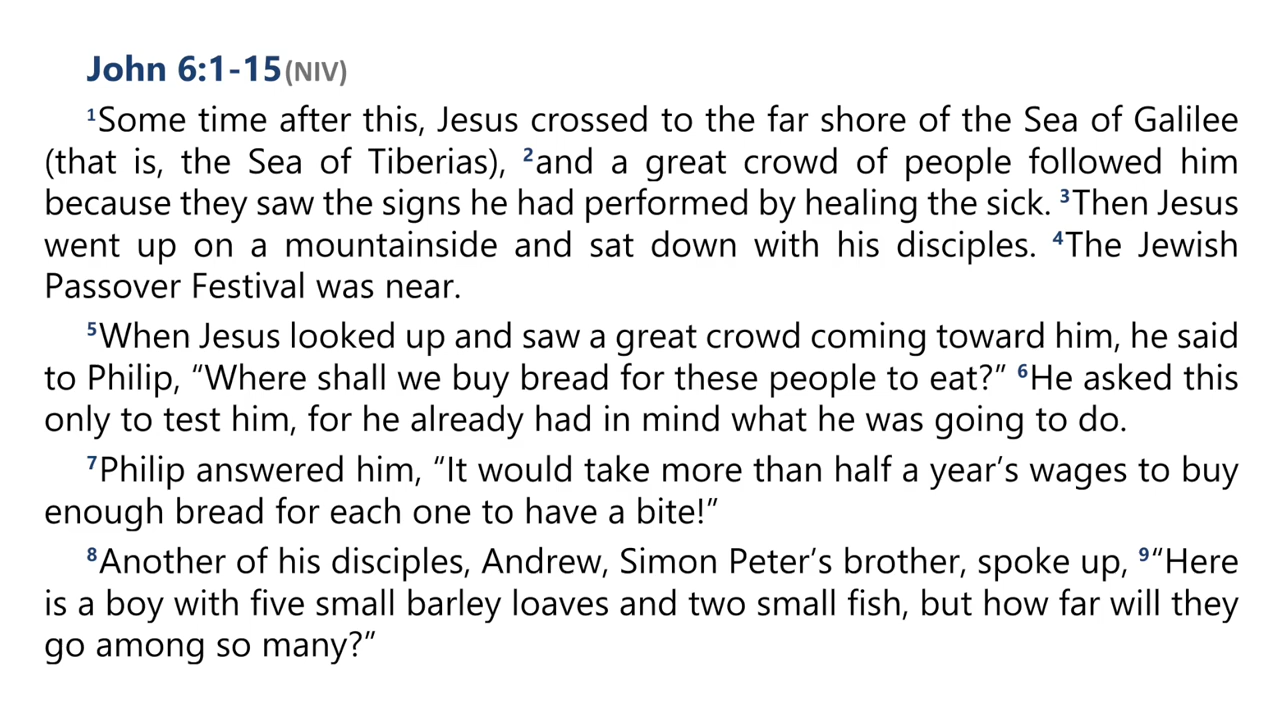 John 6:1-15(NIV)
1Some time after this, Jesus crossed to the far shore of the Sea of Galilee
(that is, the Sea of Tiberias), 2and a great crowd of people followed him
because they saw the signs he had performed by healing the sick. 3Then Jesus
went up on a mountainside and sat down with his disciples. 4The Jewish
Passover Festival was near.
5When Jesus looked up and saw a great crowd coming toward him, he said
to Philip, “Where shall we buy bread for these people to eat?” 6He asked this
only to test him, for he already had in mind what he was going to do.
7Philip answered him, “It would take more than half a year’s wages to buy
enough bread for each one to have a bite!”
8Another of his disciples, Andrew, Simon Peter’s brother, spoke up, 9“Here
is a boy with five small barley loaves and two small fish, but how far will they
go among so many?”